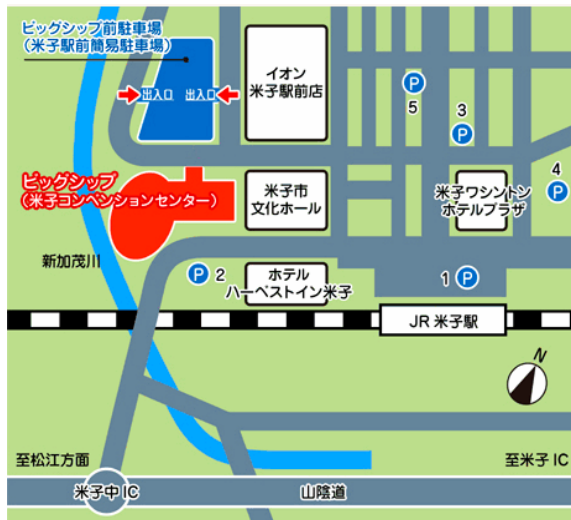 ビッグシップ前駐車場
(米子駅前簡易駐車場)
出入口 出入口
イオン
米子駅前店
P
5
3
P
4
P
ビッグシップ
(米子コンベンションセンター)
米子市
文化ホール
米子ワシントン
ホテルプラザ
新加茂川
P 2
ホテル
ハーベストイン米子
1 P
JR 米子駅
N
至松江方面
至米子 IC
米子中 IC
山陰道